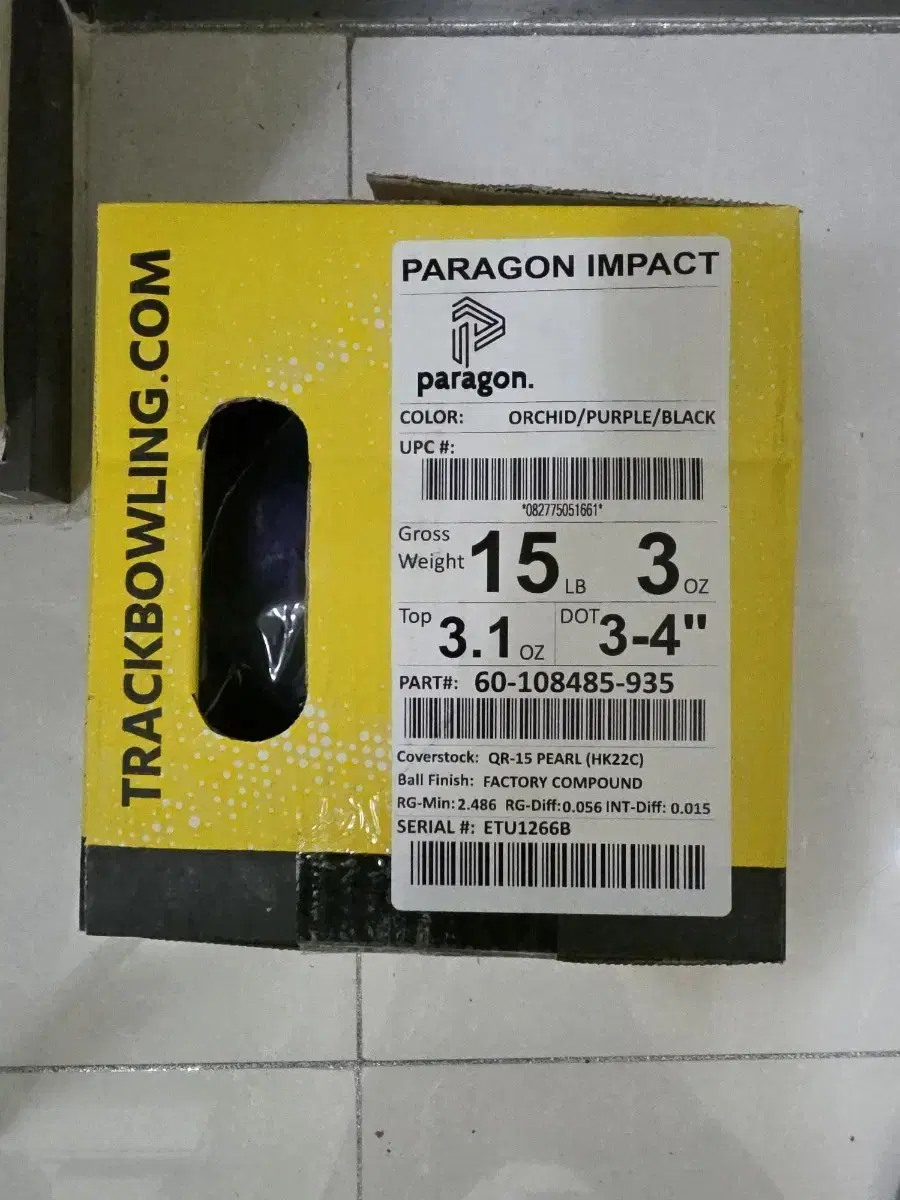 TRACKBOWLING.COM
PARAGON IMPACT
paragon.
COLOR: ORCHID/PURPLE/BLACK
UPC #:
*082775051661*
Gross Weight 15 LB 3 OZ
Top 3.1 OZ DOT 3-4"
PART#: 60-108485-935
Coverstock: QR-15 PEARL (HK22C)
Ball Finish: FACTORY COMPOUND
RG-Min: 2.486 RG-Diff: 0.056 INT-Diff: 0.015
SERIAL #: ETU1266B